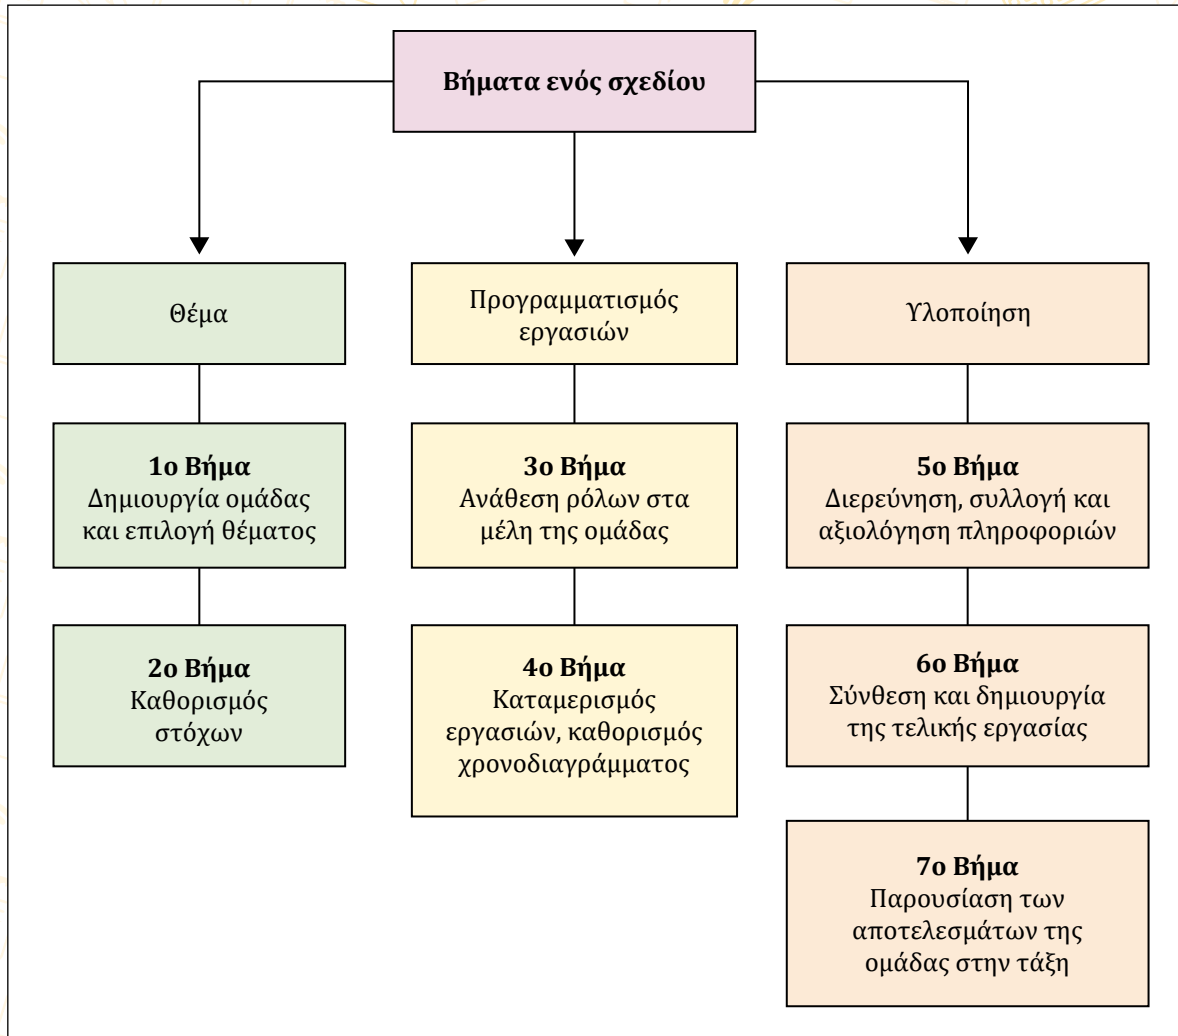 Βήματα ενός σχεδίου
Θέμα
1ο Βήμα
Δημιουργία ομάδας
και επιλογή θέματος
2ο Βήμα
Καθορισμός
στόχων
Προγραμματισμός
εργασιών
3ο Βήμα
Ανάθεση ρόλων στα
μέλη της ομάδας
4ο Βήμα
Καταμερισμός
εργασιών, καθορισμός
χρονοδιαγράμματος
Υλοποίηση
5ο Βήμα
Διερεύνηση, συλλογή και
αξιολόγηση πληροφοριών
6ο Βήμα
Σύνθεση και δημιουργία
της τελικής εργασίας
7ο Βήμα
Παρουσίαση των
αποτελεσμάτων της
ομάδας στην τάξη